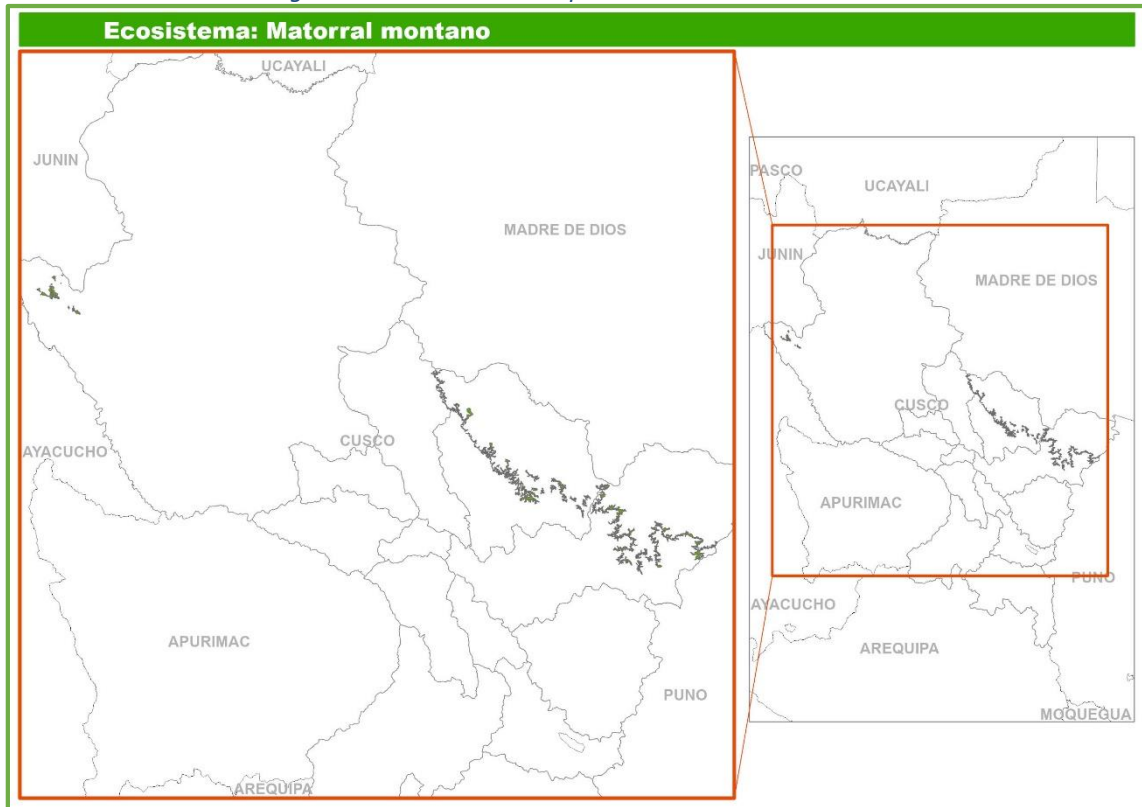 Ecosistema: Matorral montano
UCAYALI
JUNIN
MADRE DE DIOS
CUSCO
AYACUCHO
APURIMAC
PUNO
AREQUIPA
PASCO
UCAYALI
JUNIN
MADRE DE DIOS
CUSCO
APURIMAC
PUNO
AYACUCHO
AREQUIPA
MOQUEGUA